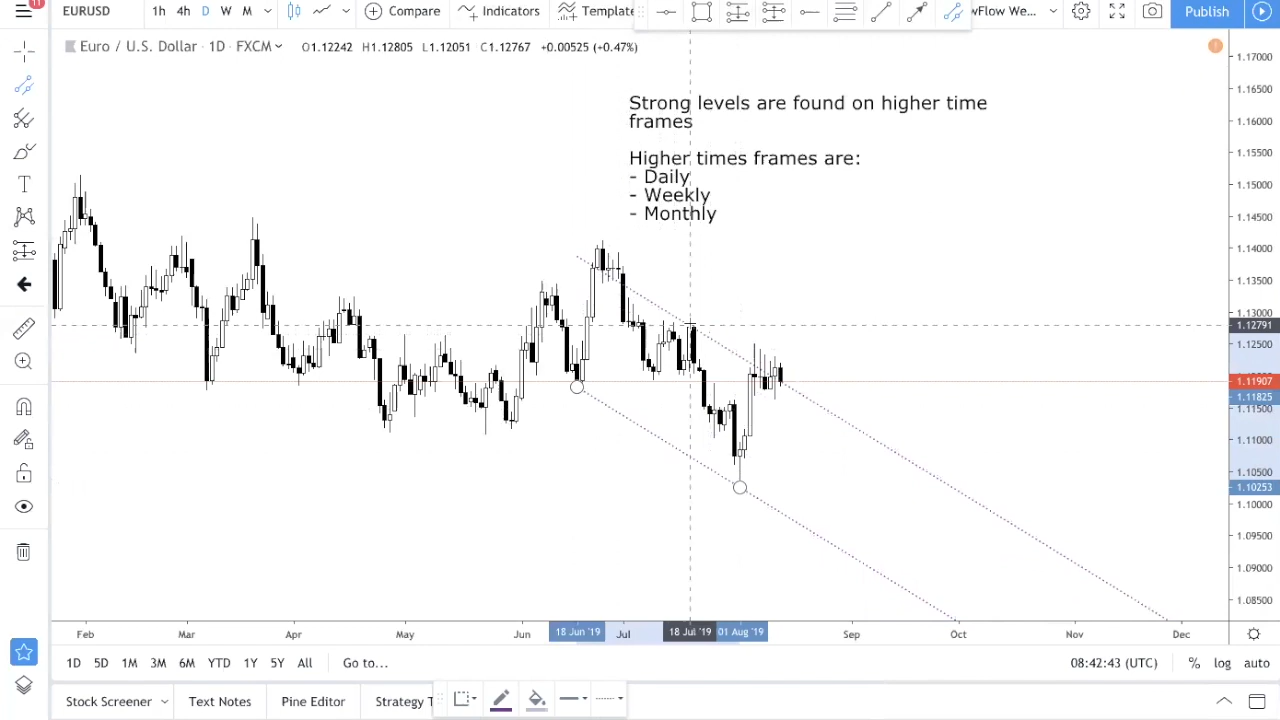 11
EURUSD 1h 4h D W M Compare Indicators Templat wFlow We... Publish
Euro / U.S. Dollar · 1D · FXCM O1.12242 H1.12805 L1.12051 C1.12767 +0.00525 (+0.47%)
Strong levels are found on higher time
frames
Higher times frames are:
- Daily
- Weekly
- Monthly
1.17000
1.16500
1.16000
1.15500
1.15000
1.14500
1.14000
1.13500
1.13000
1.12791
1.12500
1.11907
1.11825
1.11500
1.11000
1.10500
1.10253
1.10000
1.09500
1.09000
1.08500
Feb Mar Apr May Jun 18 Jun '19 Jul 18 Jul '19 01 Aug '19 Sep Oct Nov Dec
1D 5D 1M 3M 6M YTD 1Y 5Y All Go to... 08:42:43 (UTC) % log auto
Stock Screener Text Notes Pine Editor Strategy T